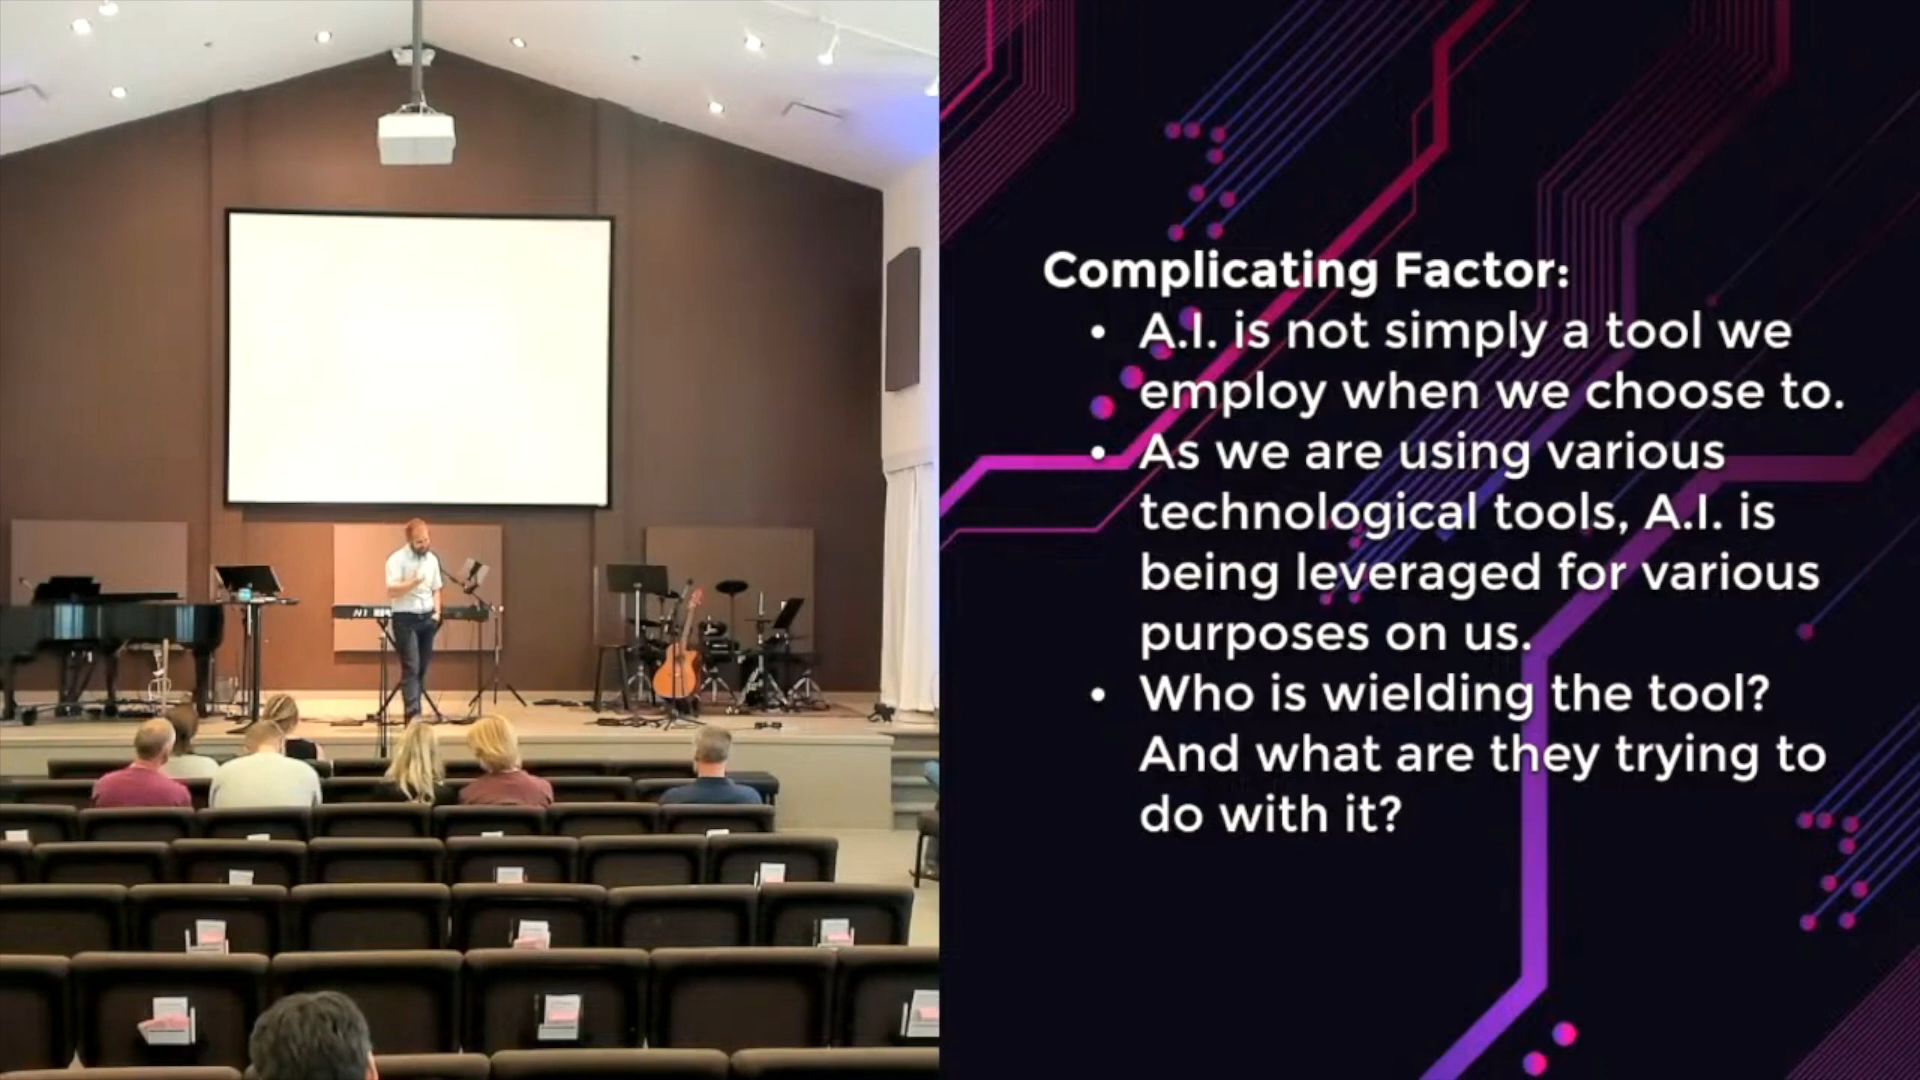 Complicating Factor:
• A.I. is not simply a tool we
employ when we choose to.
• As we are using various
technological tools, A.I. is
being leveraged for various
purposes on us.
• Who is wielding the tool?
And what are they trying to
do with it?